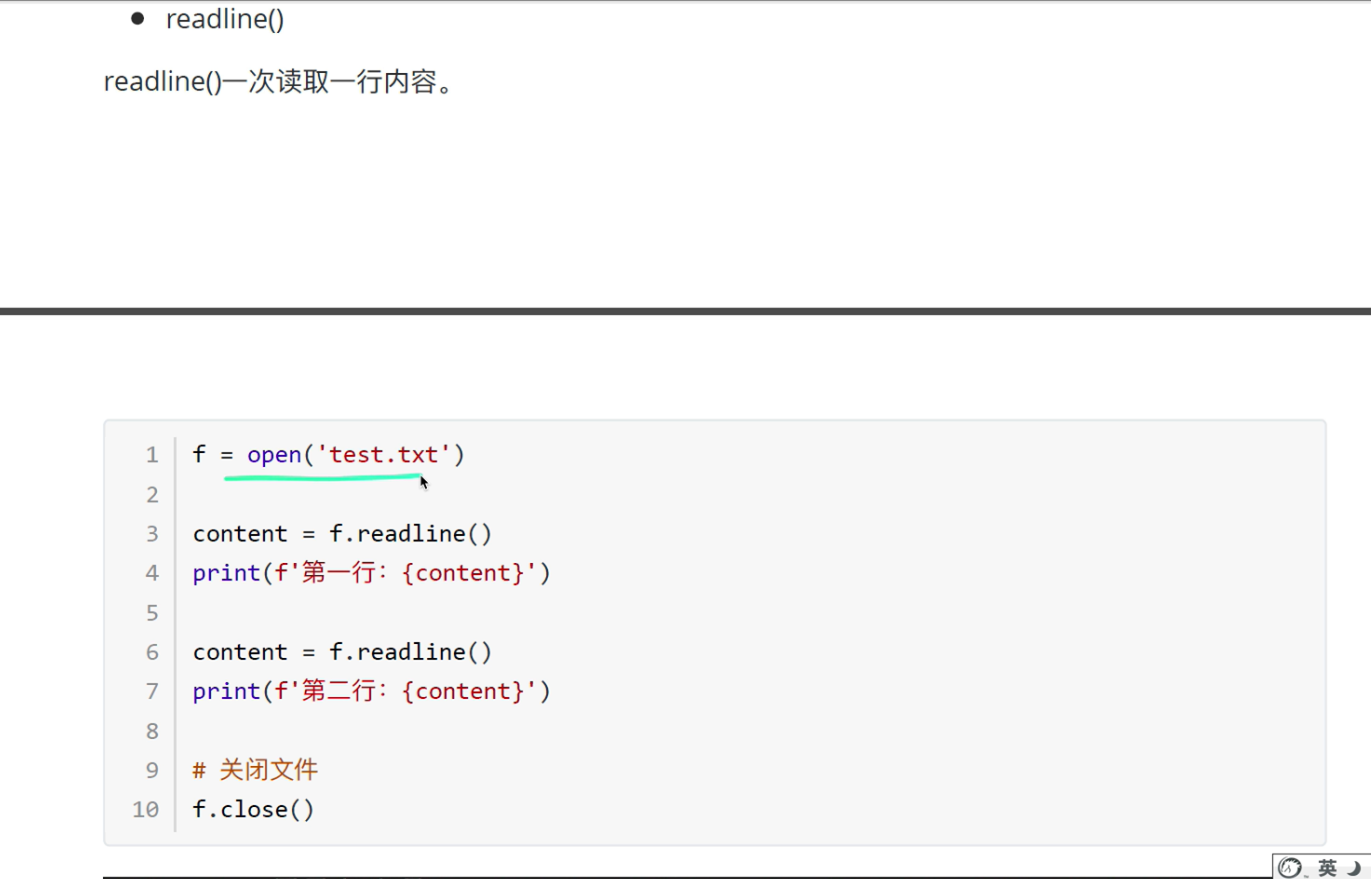 readline()
readline()一次读取一行内容。
1 f = open('test.txt')
2
3 content = f.readline()
4 print(f'第一行：{content}')
5
6 content = f.readline()
7 print(f'第二行：{content}')
8
9 # 关闭文件
10 f.close()
英